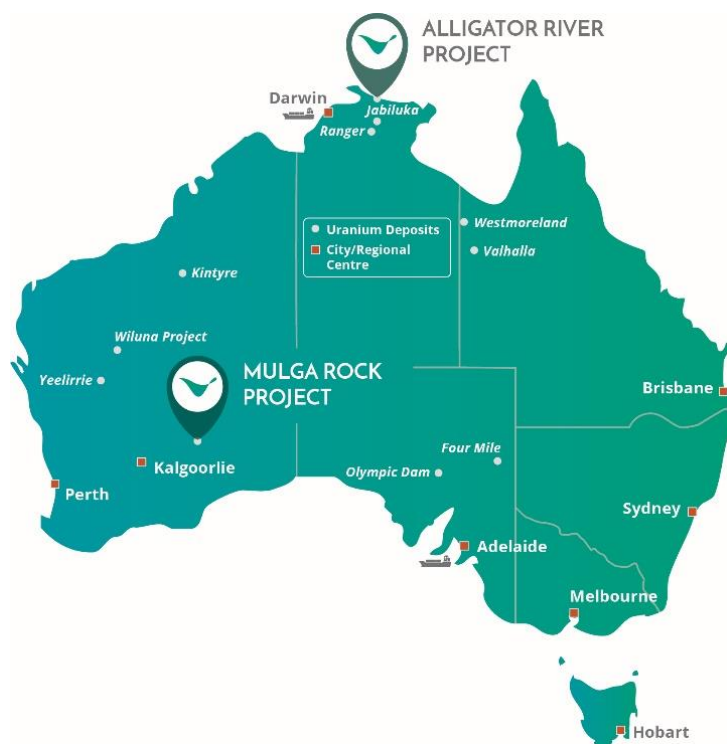 ALLIGATOR RIVER
PROJECT
Darwin
Jabiluka
Ranger
Uranium Deposits
City/Regional
Centre
Westmoreland
Valhalla
Kintyre
Wiluna Project
Yeelirrie
MULGA ROCK
PROJECT
Brisbane
Four Mile
Olympic Dam
Kalgoorlie
Perth
Sydney
Adelaide
Melbourne
Hobart